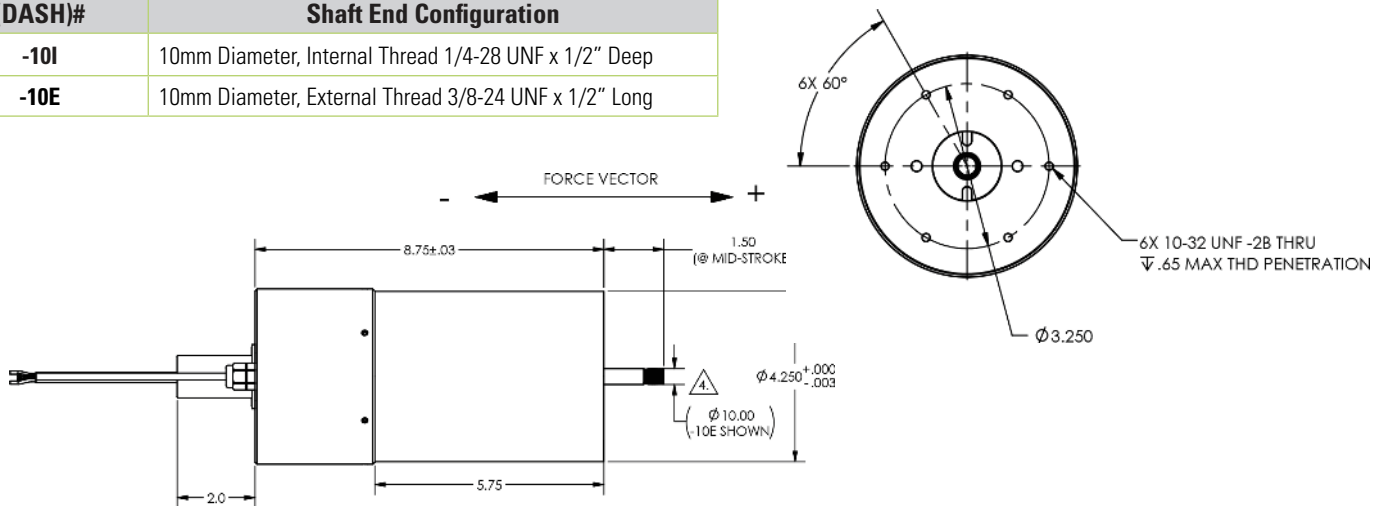 (DASH)# Shaft End Configuration
-10I 10mm Diameter, Internal Thread 1/4-28 UNF x 1/2” Deep
-10E 10mm Diameter, External Thread 3/8-24 UNF x 1/2” Long
6X 60°
FORCE VECTOR
- +
8.75±.03
1.50
(@ MID-STROKE
6X 10-32 UNF -2B THRU
↧.65 MAX THD PENETRATION
Ø3.250
4.
Ø4.250 +.000
-.003
(Ø10.00
-10E SHOWN)
5.75
2.0